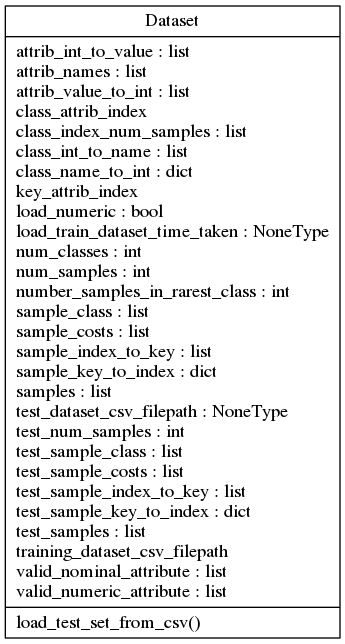 Dataset
attrib_int_to_value : list
attrib_names : list
attrib_value_to_int : list
class_attrib_index
class_index_num_samples : list
class_int_to_name : list
class_name_to_int : dict
key_attrib_index
load_numeric : bool
load_train_dataset_time_taken : NoneType
num_classes : int
num_samples : int
number_samples_in_rarest_class : int
sample_class : list
sample_costs : list
sample_index_to_key : list
sample_key_to_index : dict
samples : list
test_dataset_csv_filepath : NoneType
test_num_samples : int
test_sample_class : list
test_sample_costs : list
test_sample_index_to_key : list
test_sample_key_to_index : dict
test_samples : list
training_dataset_csv_filepath
valid_nominal_attribute : list
valid_numeric_attribute : list
load_test_set_from_csv()